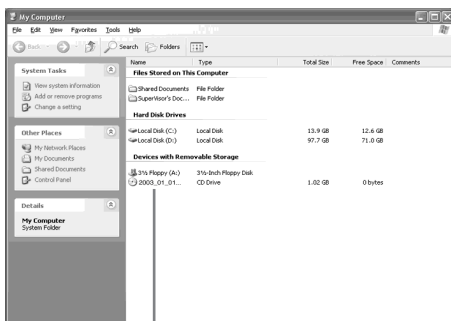 My Computer
File Edit View Favorites Tools Help
Back Search Folders
Name Type Total Size Free Space Comments
System Tasks
View system information
Add or remove programs
Change a setting
Other Places
My Network Places
My Documents
Shared Documents
Control Panel
Details
My Computer
System Folder
Files Stored on This Computer
Shared Documents File Folder
SuperVisor's Doc... File Folder
Hard Disk Drives
Local Disk (C:) Local Disk 13.9 GB 12.6 GB
Local Disk (D:) Local Disk 97.7 GB 71.0 GB
Devices with Removable Storage
3½ Floppy (A:) 3½-Inch Floppy Disk
2003_01_01... CD Drive 1.02 GB 0 bytes